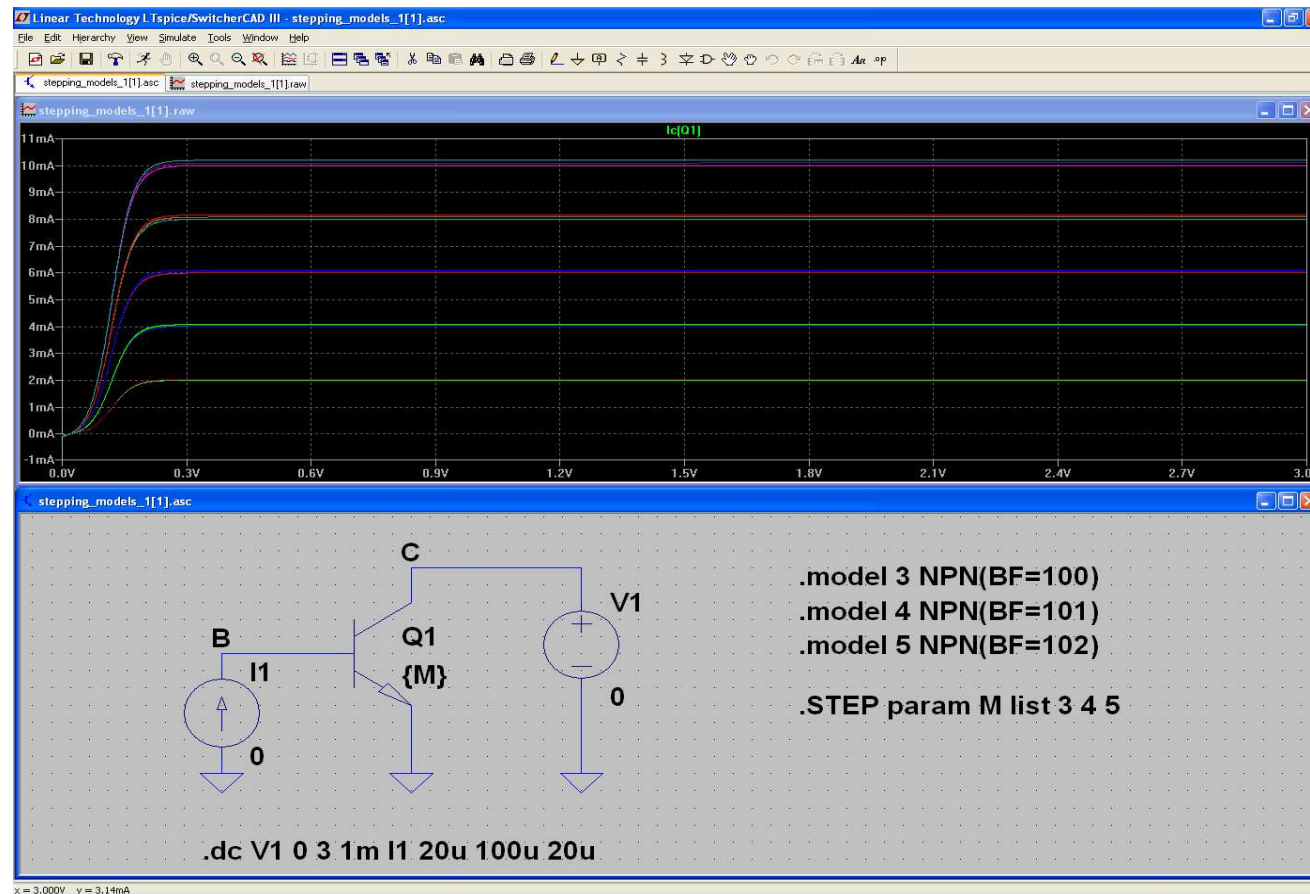 Linear Technology LTspice/SwitcherCAD III - stepping_models_1[1].asc
File Edit Hierarchy View Simulate Tools Window Help
Aa .op
stepping_models_1[1].asc stepping_models_1[1].raw
stepping_models_1[1].raw
Ic(Q1)
11mA
10mA
9mA
8mA
7mA
6mA
5mA
4mA
3mA
2mA
1mA
0mA
-1mA
0.0V 0.3V 0.6V 0.9V 1.2V 1.5V 1.8V 2.1V 2.4V 2.7V 3.0
stepping_models_1[1].asc
C
.model 3 NPN(BF=100)
V1
.model 4 NPN(BF=101)
B Q1
.model 5 NPN(BF=102)
I1 {M}
0 .STEP param M list 3 4 5
0
.dc V1 0 3 1m I1 20u 100u 20u
x = 3.000V y = 3.14mA